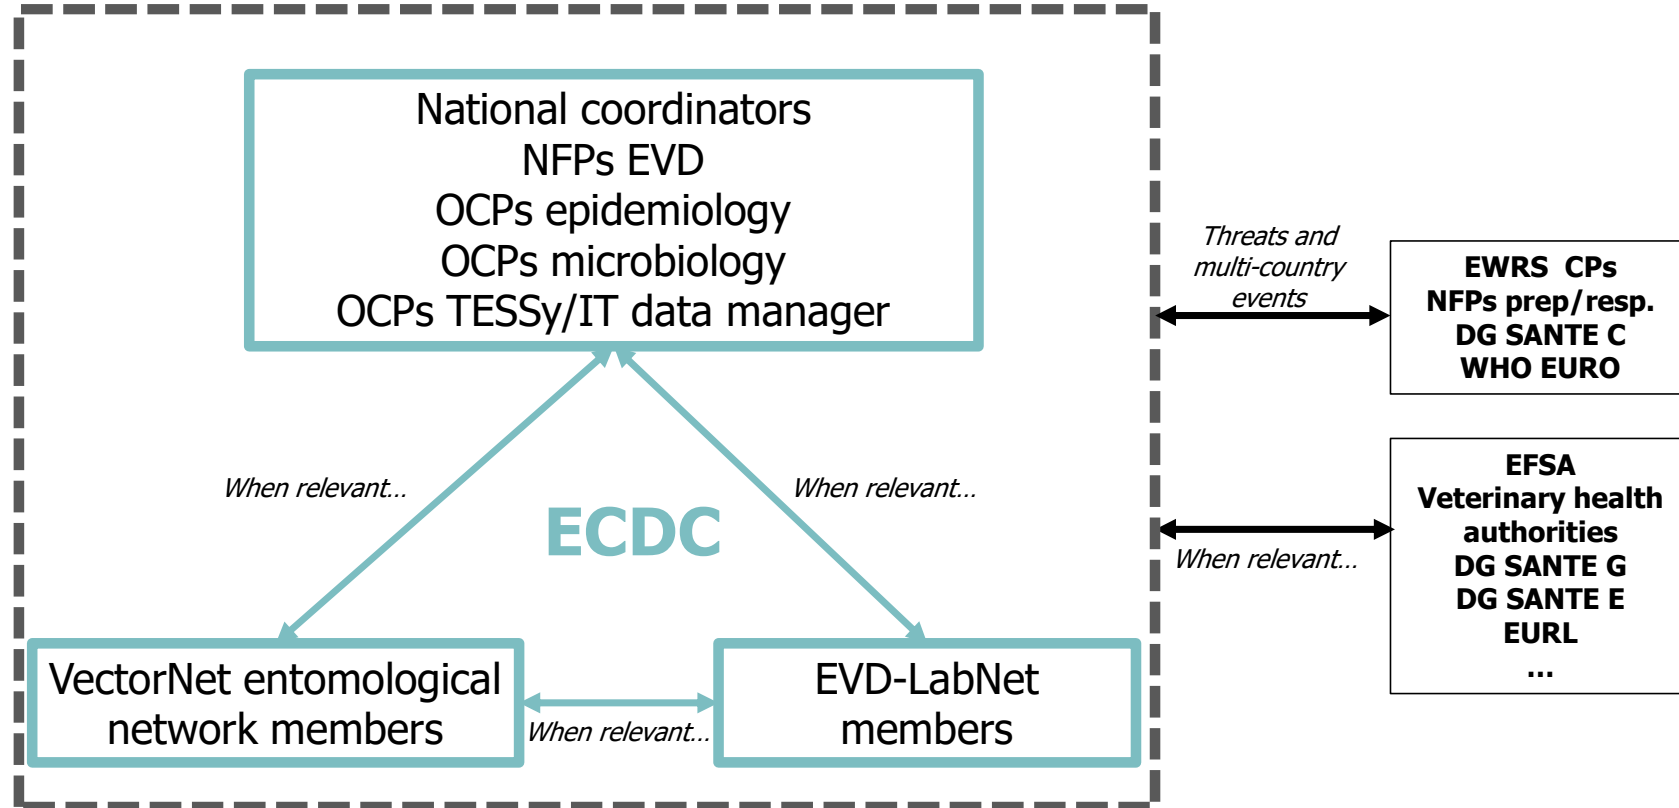 National coordinators
NFPs EVD
OCPs epidemiology
OCPs microbiology
OCPs TESSy/IT data manager
Threats and
multi-country
events
EWRS  CPs
NFPs prep/resp.
DG SANTE C
WHO EURO
When relevant…
When relevant…
ECDC
When relevant…
EFSA
Veterinary health
authorities
DG SANTE G
DG SANTE E
EURL
…
VectorNet entomological
network members
When relevant…
EVD-LabNet
members